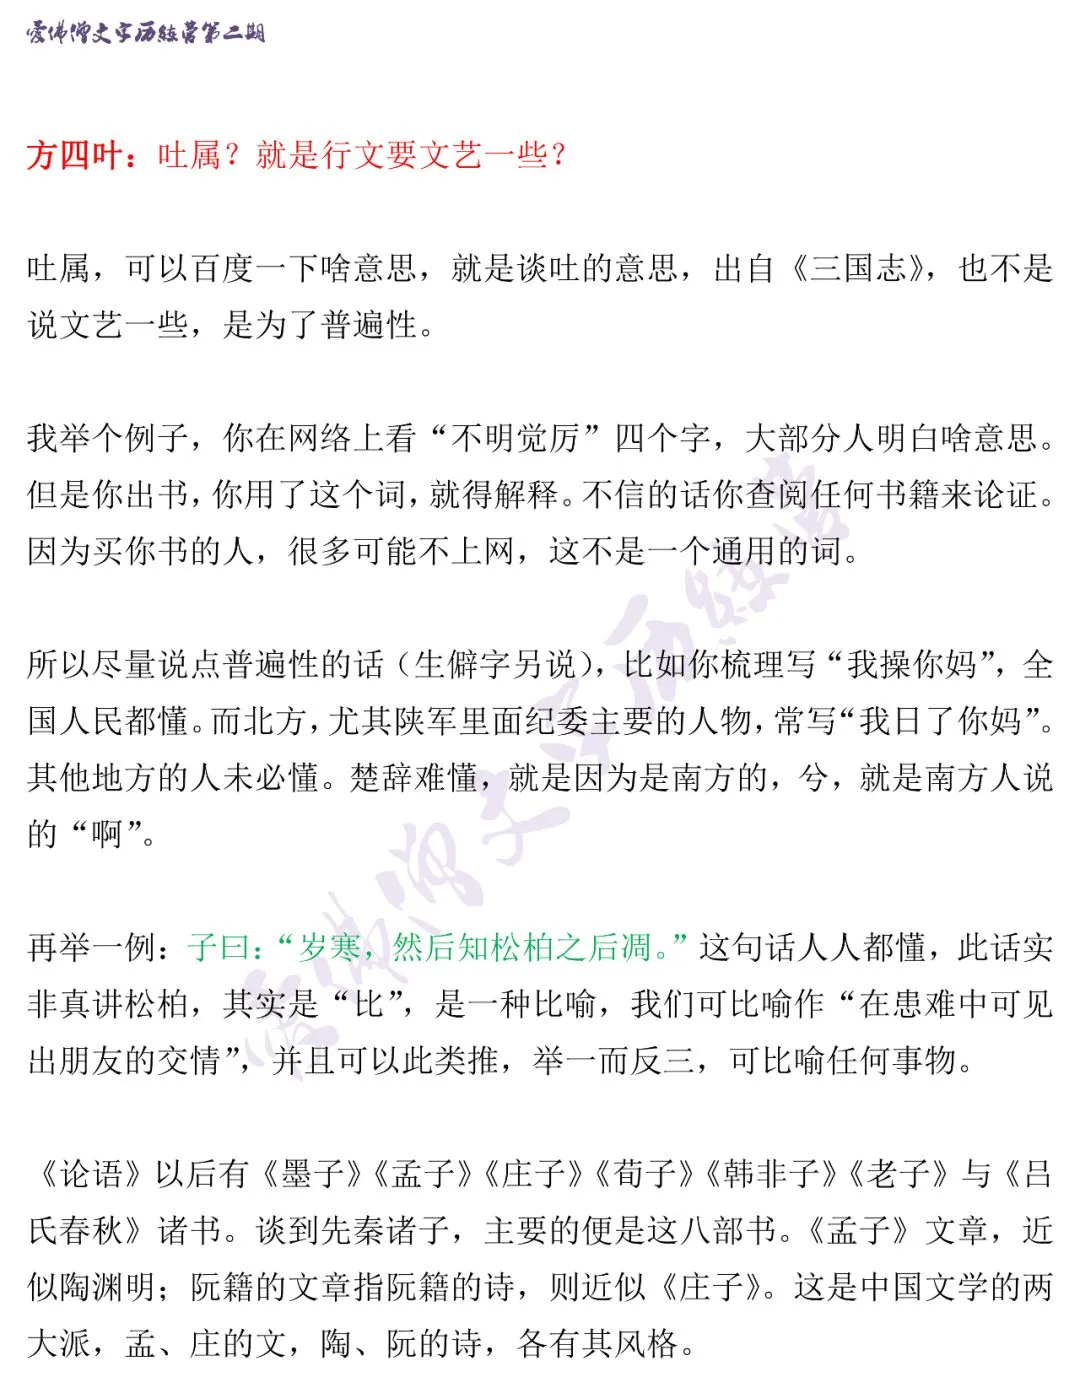 爱佛僧文字历练营第二期
方四叶：吐属？就是行文要文艺一些？
吐属，可以百度一下啥意思，就是谈吐的意思，出自《三国志》，也不是
说文艺一些，是为了普遍性。
我举个例子，你在网络上看“不明觉厉”四个字，大部分人明白啥意思。
但是你出书，你用了这个词，就得解释。不信的话你查阅任何书籍来论证。
因为买你书的人，很多可能不上网，这不是一个通用的词。
所以尽量说点普遍性的话（生僻字另说），比如你梳理写“我操你妈”，全
国人民都懂。而北方，尤其陕军里面纪委主要的人物，常写“我日了你妈”。
其他地方的人未必懂。楚辞难懂，就是因为是南方的，兮，就是南方人说
的“啊”。
再举一例：子曰：“岁寒，然后知松柏之后凋。”这句话人人都懂，此话实
非真讲松柏，其实是“比”，是一种比喻，我们可比喻作“在患难中可见
出朋友的交情”，并且可以此类推，举一而反三，可比喻任何事物。
《论语》以后有《墨子》《孟子》《庄子》《荀子》《韩非子》《老子》与《吕
氏春秋》诸书。谈到先秦诸子，主要的便是这八部书。《孟子》文章，近
似陶渊明；阮籍的文章指阮籍的诗，则近似《庄子》。这是中国文学的两
大派，孟、庄的文，陶、阮的诗，各有其风格。
爱佛僧文字历练营